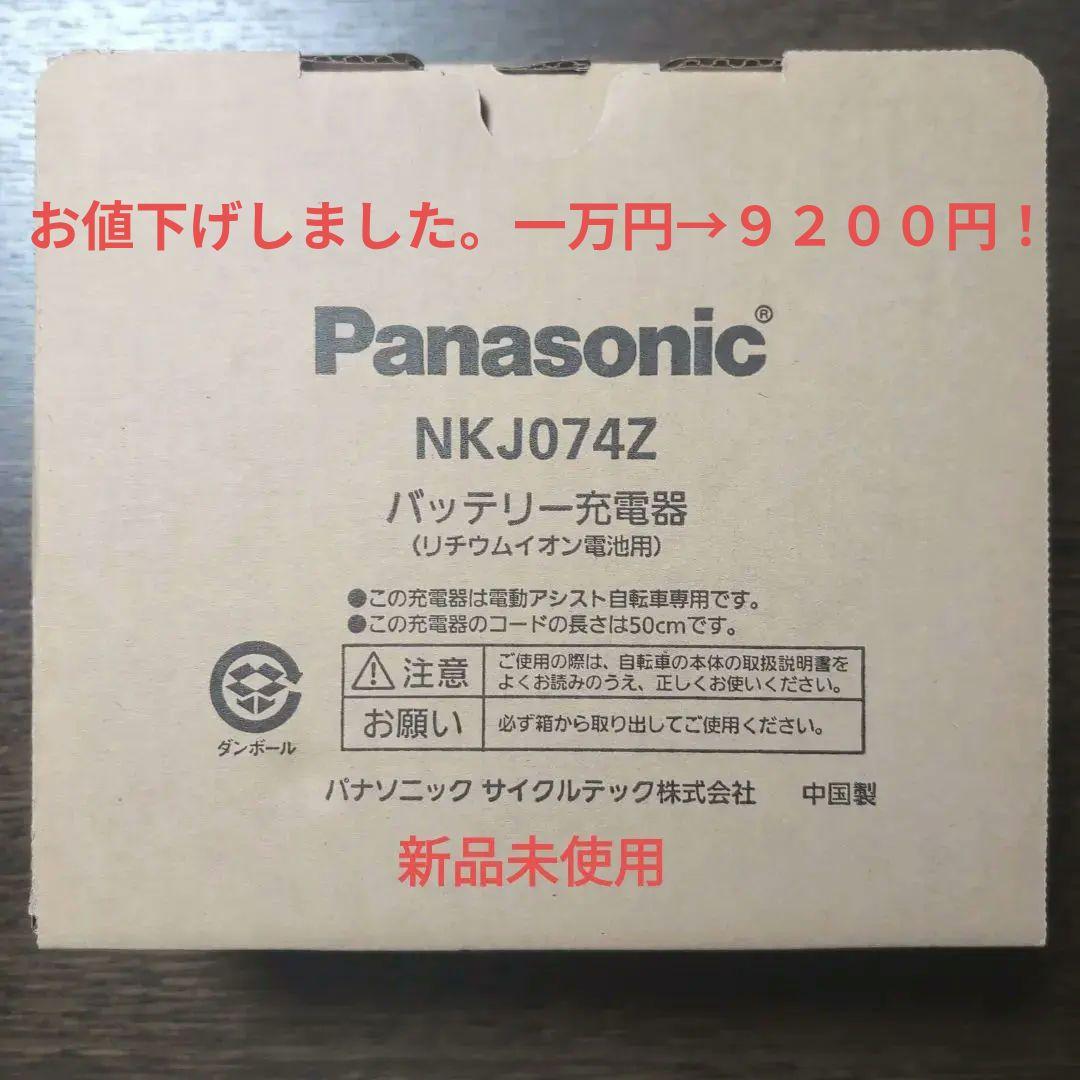 お値下げしました。一万円→９２００円！
Panasonic®
NKJ074Z
バッテリー充電器
（リチウムイオン電池用）
●この充電器は電動アシスト自転車専用です。
●この充電器のコードの長さは50cmです。
注意
ご使用の際は、自転車の本体の取扱説明書を
よくお読みのうえ、正しくお使いください。
お願い
必ず箱から取り出してご使用ください。
ダンボール
パナソニック サイクルテック株式会社　中国製
新品未使用